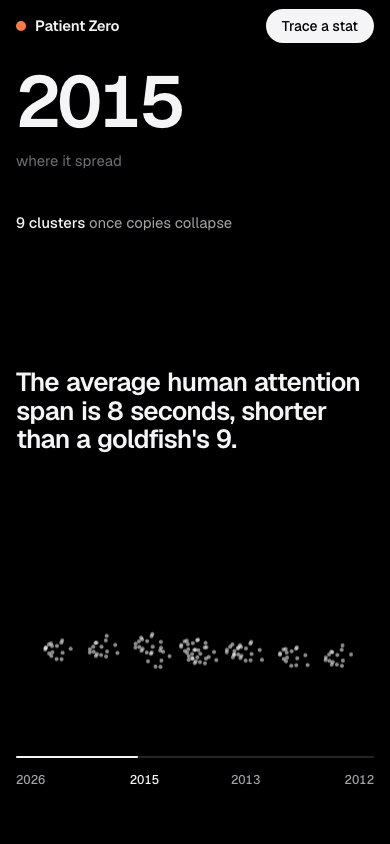 Patient Zero
Trace a stat
2015
where it spread
9 clusters once copies collapse
The average human attention
span is 8 seconds, shorter
than a goldfish's 9.
2026
2015
2013
2012